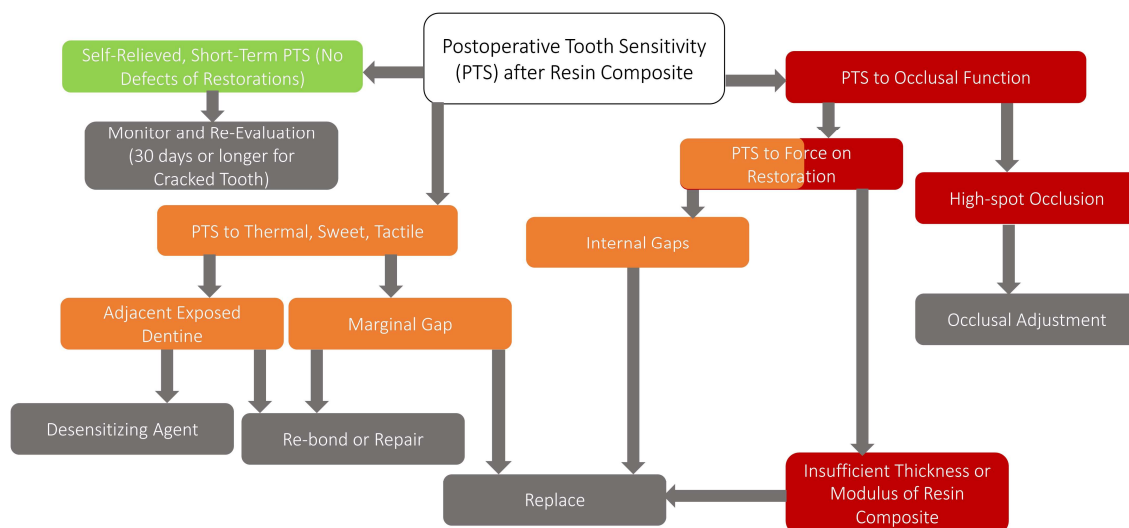 Postoperative Tooth Sensitivity
(PTS) after Resin Composite
Self-Relieved, Short-Term PTS (No
Defects of Restorations)
PTS to Occlusal Function
Monitor and Re-Evaluation
(30 days or longer for
Cracked Tooth)
PTS to Force on
Restoration
High-spot Occlusion
PTS to Thermal, Sweet, Tactile
Internal Gaps
Adjacent Exposed
Dentine
Marginal Gap
Occlusal Adjustment
Desensitizing Agent
Re-bond or Repair
Replace
Insufficient Thickness or
Modulus of Resin
Composite